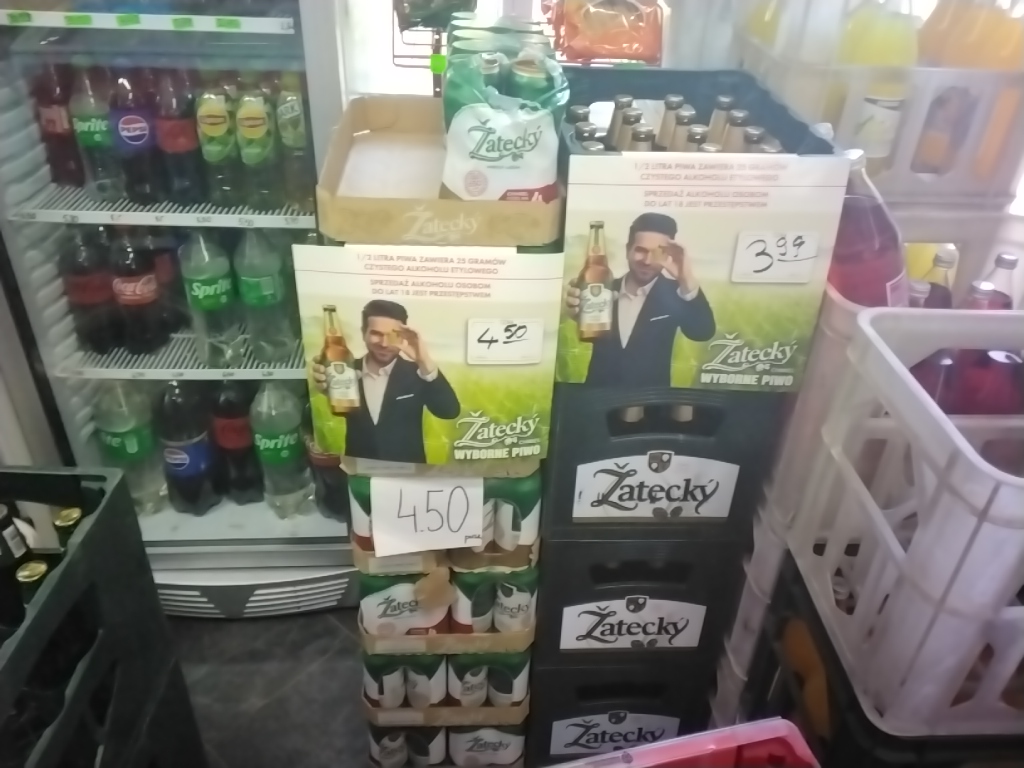 Sprite
pepsi
Coca-Cola
Sprite
Sprite
pepsi
Sprite
Žatecký
Žatecký
1/2 LITRA PIWA ZAWIERA 25 GRAMÓW
CZYSTEGO ALKOHOLU ETYLOWEGO
SPRZEDAŻ ALKOHOLU OSOBOM
DO LAT 18 JEST PRZESTĘPSTWEM
3 99
Žatecký
WYBORNE PIWO
1/2 LITRA PIWA ZAWIERA 25 GRAMÓW
CZYSTEGO ALKOHOLU ETYLOWEGO
SPRZEDAŻ ALKOHOLU OSOBOM
DO LAT 18 JEST PRZESTĘPSTWEM
4 50
Žatecký
WYBORNE PIWO
4.50
Žatecký
Žatecký
Žatecký
Žatecký